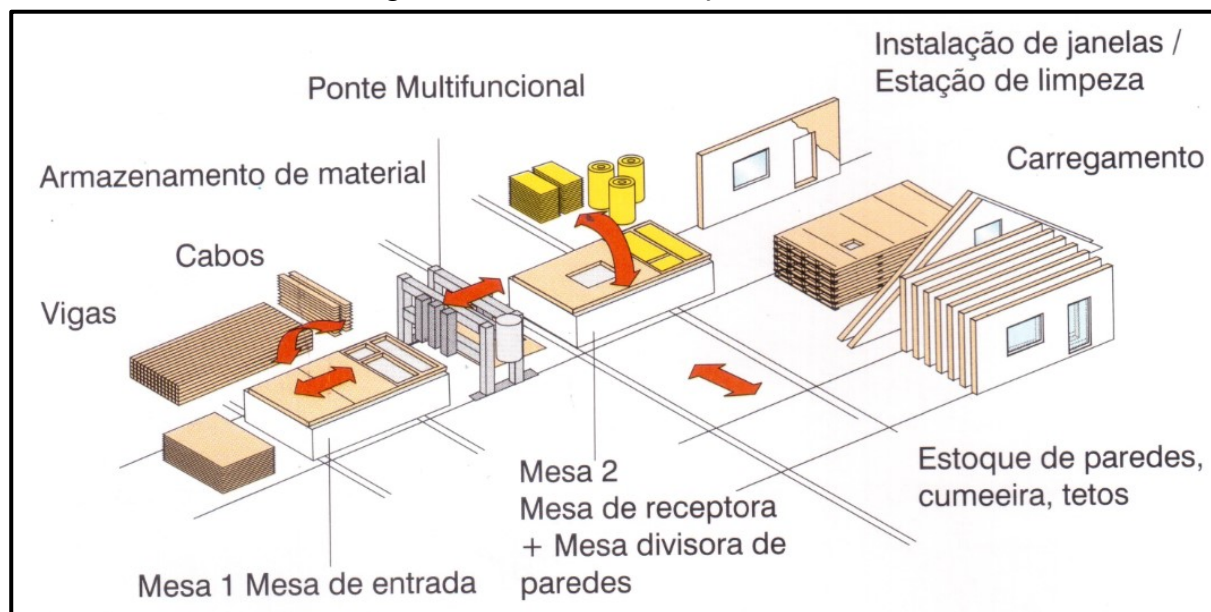 Instalação de janelas /
Estação de limpeza
Ponte Multifuncional
Carregamento
Armazenamento de material
Cabos
Vigas
Estoque de paredes,
cumeeira, tetos
Mesa 2
Mesa de receptora
+ Mesa divisora de
paredes
Mesa 1 Mesa de entrada